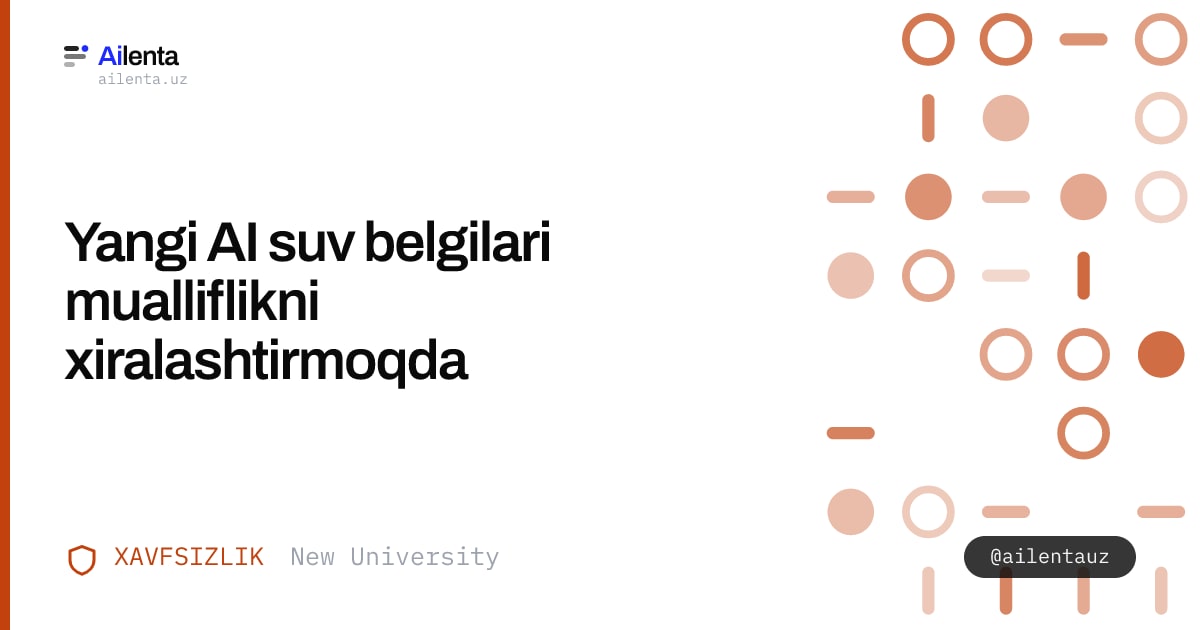 Ailenta
ailenta.uz
Yangi AI suv belgilari
mualliflikni
xiralashtirmoqda
XAVFSIZLIK New University
@ailentauz